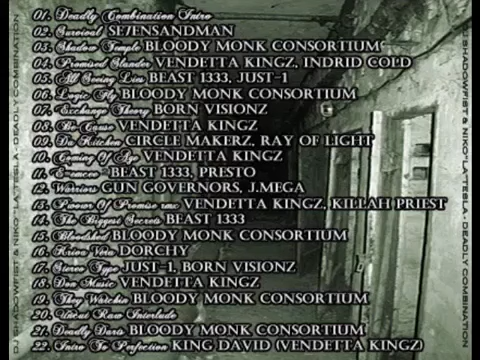 01. Deadly Combination Intro
02. Survival SE7ENSANDMAN
03. Shadow Temple BLOODY MONK CONSORTIUM
04. Promised Slander VENDETTA KINGZ, INDRID COLD
05. All Seeing Lies BEAST 1333, JUST-1
06. Logic Fly BLOODY MONK CONSORTIUM
07. Exchange Theory BORN VISIONZ
08. Be Cause VENDETTA KINGZ
09. Da Kitchen CIRCLE MAKERZ, RAY OF LIGHT
10. Coming Of Age VENDETTA KINGZ
11. E-emcee BEAST 1333, PRESTO
12. Warriors GUN GOVERNORS, J.MEGA
13. Power Of Promise rmx VENDETTA KINGZ, KILLAH PRIEST
14. The Biggest Secrets BEAST 1333
15. Bloodshed BLOODY MONK CONSORTIUM
16. Krion Vero DORCHY
17. Stereo Type JUST-1, BORN VISIONZ
18. Don Music VENDETTA KINGZ
19. They Watchin BLOODY MONK CONSORTIUM
20. Uncut Raw Interlude
21. Deadly Darts BLOODY MONK CONSORTIUM
22. Intro To Perfection KING DAVID (VENDETTA KINGZ)
DJ SHADOWFIST & NIKO "LA"TESLA - DEADLY COMBINATION
DJ SHADOWFIST & NIKO "LA"TESLA - DEADLY COMBINATION